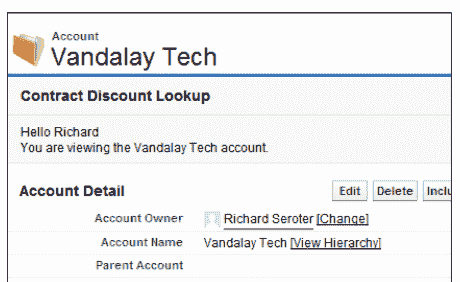 Account
Vandalay Tech
Contract Discount Lookup
Hello Richard
You are viewing the Vandalay Tech account.
Account Detail Edit Delete Inclu
Account Owner Richard Seroter [Change]
Account Name Vandalay Tech [View Hierarchy]
Parent Account